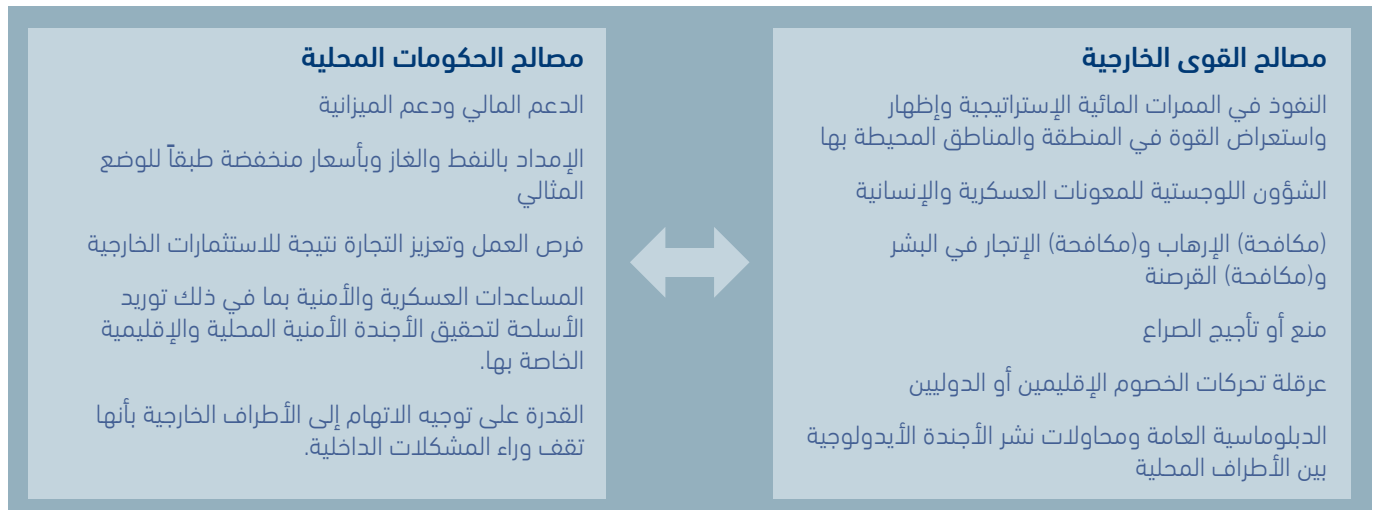 مصالح القوى الخارجية
النفوذ في الممرات المائية الإستراتيجية وإظهار
واستعراض القوة في المنطقة والمناطق المحيطة بها
الشؤون اللوجستية للمعونات العسكرية والإنسانية
(مكافحة) الإرهاب و(مكافحة) الإتجار في البشر
و(مكافحة) القرصنة
منع أو تأجيج الصراع
عرقلة تحركات الخصوم الإقليمين أو الدوليين
الدبلوماسية العامة ومحاولات نشر الأجندة الأيدولوجية
بين الأطراف المحلية
مصالح الحكومات المحلية
الدعم المالي ودعم الميزانية
الإمداد بالنفط والغاز وبأسعار منخفضة طبقاً للوضع
المثالي
فرص العمل وتعزيز التجارة نتيجة للاستثمارات الخارجية
المساعدات العسكرية والأمنية بما في ذلك توريد
الأسلحة لتحقيق الأجندة الأمنية المحلية والإقليمية
الخاصة بها.
القدرة على توجيه الاتهام إلى الأطراف الخارجية بأنها
تقف وراء المشكلات الداخلية.